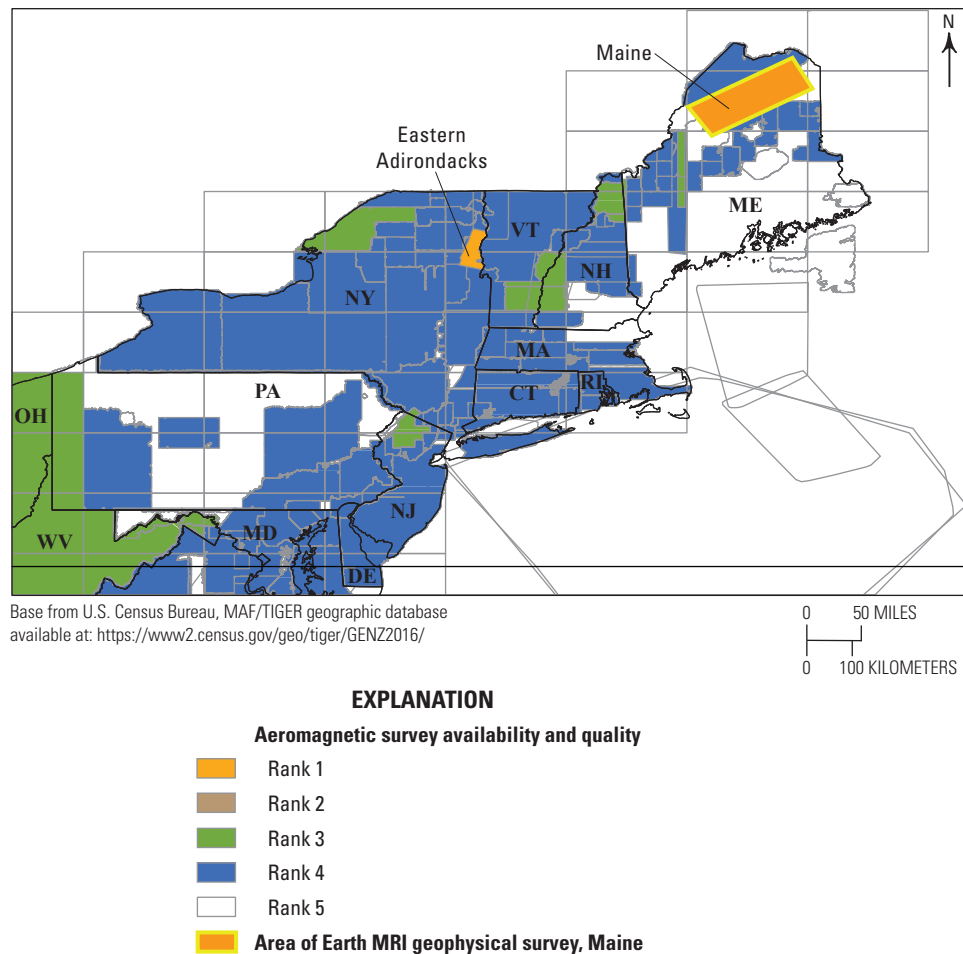 N
Maine
Eastern
Adirondacks
ME
VT
NH
NY
MA
CT
RI
PA
OH
NJ
MD
WV
DE
Base from U.S. Census Bureau, MAF/TIGER geographic database
available at: https://www2.census.gov/geo/tiger/GENZ2016/
0 50 MILES
0 100 KILOMETERS
EXPLANATION
Aeromagnetic survey availability and quality
Rank 1
Rank 2
Rank 3
Rank 4
Rank 5
Area of Earth MRI geophysical survey, Maine